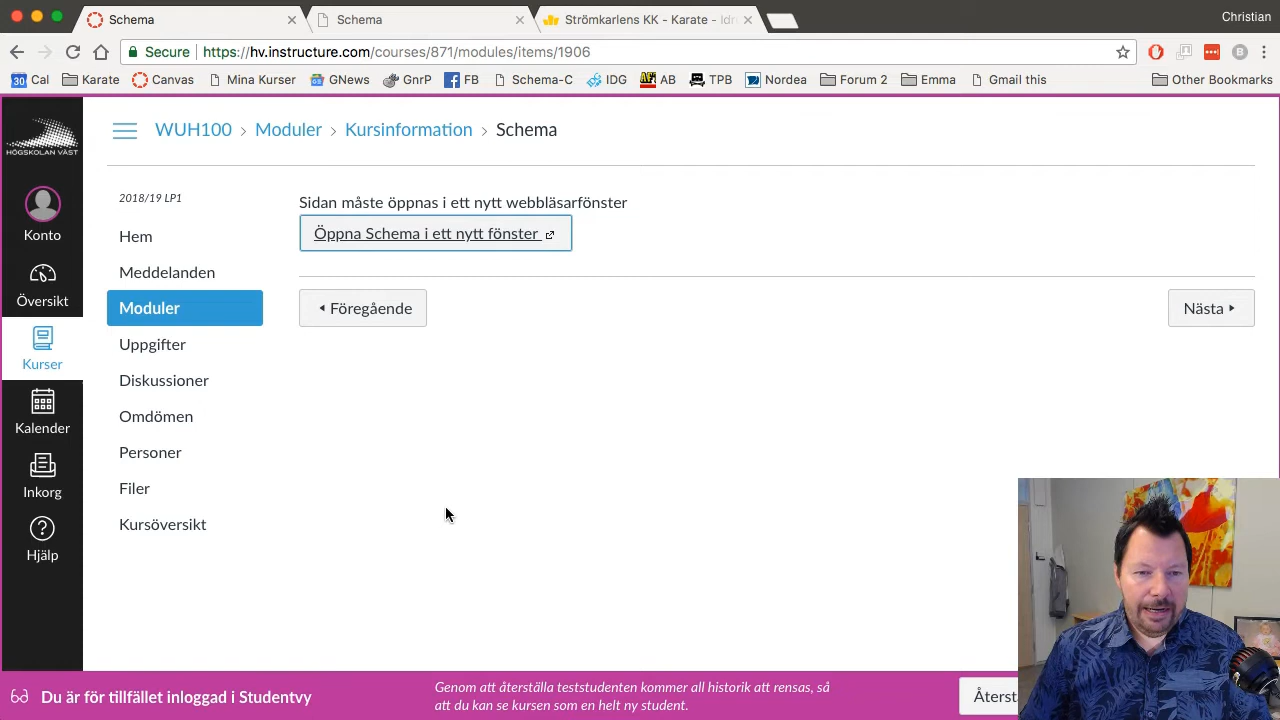 Schema
Schema
Strömkarlens KK - Karate - Idr
Christian
Secure
https://hv.instructure.com/courses/871/modules/items/1906
B
30 Cal
Karate
Canvas
Mina Kurser
GNews
GnrP
FB
Schema-C
IDG
AB
TFB
Nordea
Forum 2
Emma
Gmail this
Other Bookmarks
HÖGSKOLAN VÄST
WUH100 > Moduler > Kursinformation > Schema
Konto
Översikt
Kurser
Kalender
Inkorg
Hjälp
2018/19 LP1
Hem
Meddelanden
Moduler
Uppgifter
Diskussioner
Omdömen
Personer
Filer
Kursöversikt
Sidan måste öppnas i ett nytt webbläsarfönster
Öppna Schema i ett nytt fönster
Föregående
Nästa
Du är för tillfället inloggad i Studentvy
Genom att återställa teststudenten kommer all historik att rensas, så
att du kan se kursen som en helt ny student.
Återst